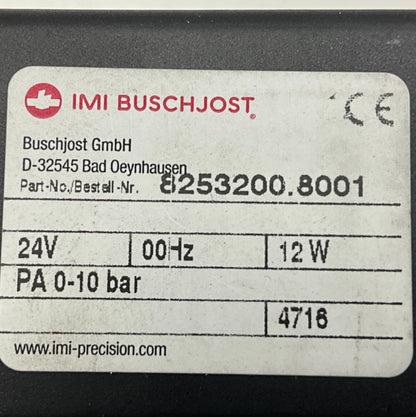 IMI BUSCHJOST® CE
Buschjost GmbH
D-32545 Bad Oeynhausen
Part-No./Bestell-Nr. 8253200.8001
24V 00Hz 12 W
PA 0-10 bar
4716
www.imi-precision.com